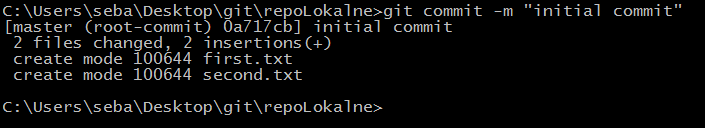 C:\Users\seba\Desktop\git\repoLokalne>git commit -m "initial commit"
[master (root-commit) 0a717cb] initial commit
 2 files changed, 2 insertions(+)
 create mode 100644 first.txt
 create mode 100644 second.txt
C:\Users\seba\Desktop\git\repoLokalne>